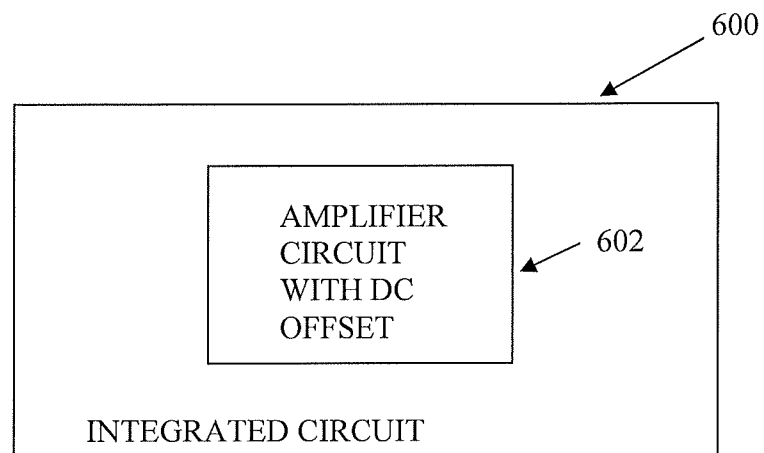 600
AMPLIFIER
CIRCUIT
WITH DC
OFFSET
602
INTEGRATED CIRCUIT